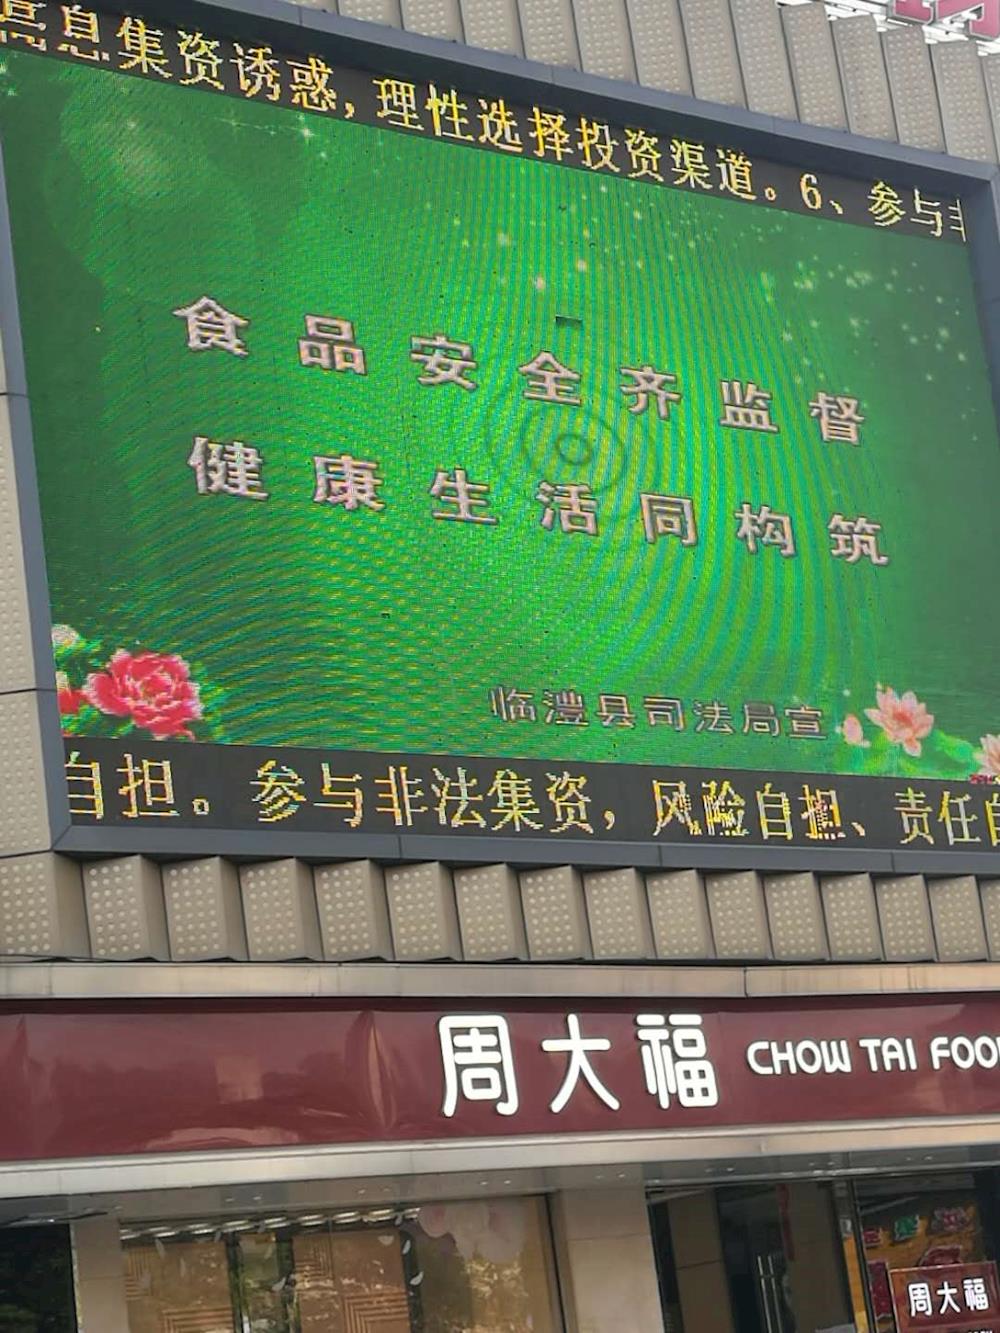 集资诱惑，理性选择投资渠道。6、参与
食品安全齐监督
健康生活同构筑
临澧县司法局宣
自担。参与非法集资，风险自担、责任
周大福 CHOW TAI FOO
周大福